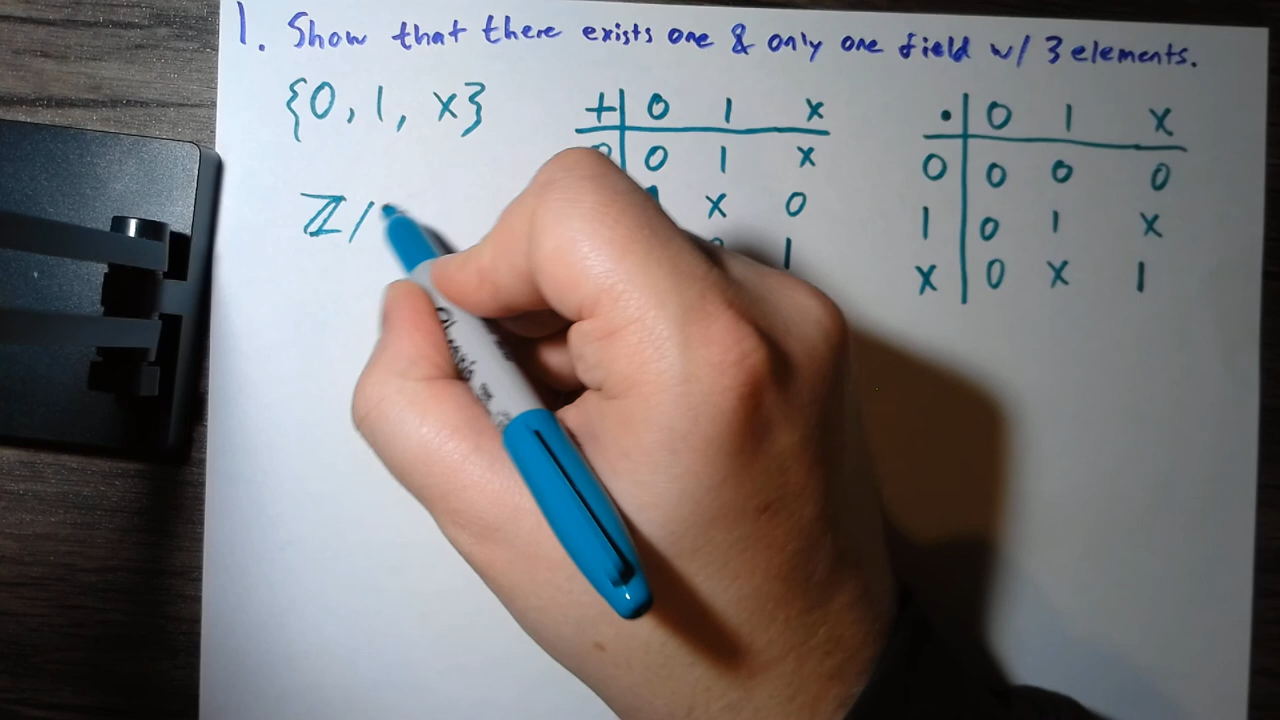 1. Show that there exists one & only one field w/ 3 elements.
{0, 1, x}
+ 0 1 x
0 0 1 x
x 0
1
· 0 1 x
0 0 0 0
1 0 1 x
x 0 x 1
ℤ/